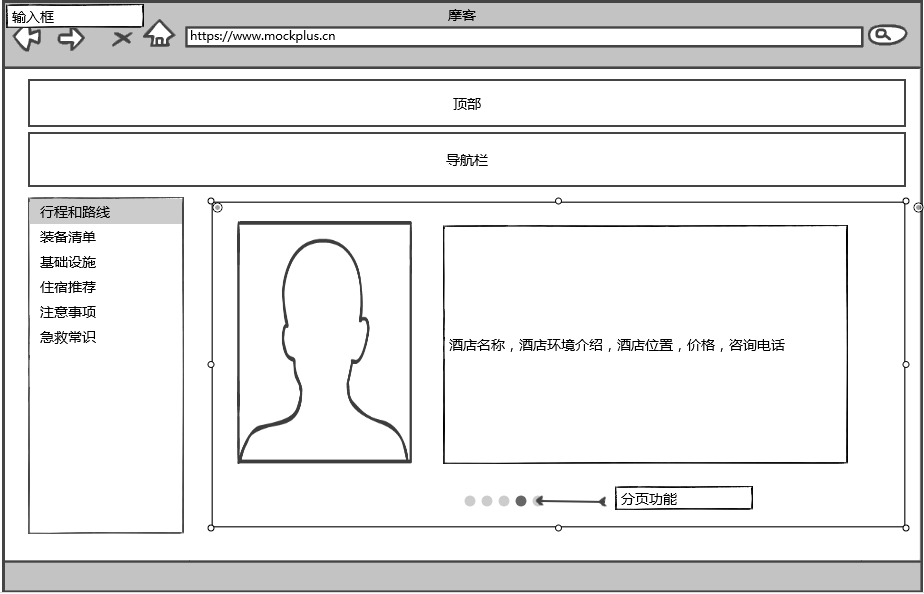 输入框
摩客
https://www.mockplus.cn
顶部
导航栏
行程和路线
装备清单
基础设施
住宿推荐
注意事项
急救常识
酒店名称，酒店环境介绍，酒店位置，价格，咨询电话
分页功能